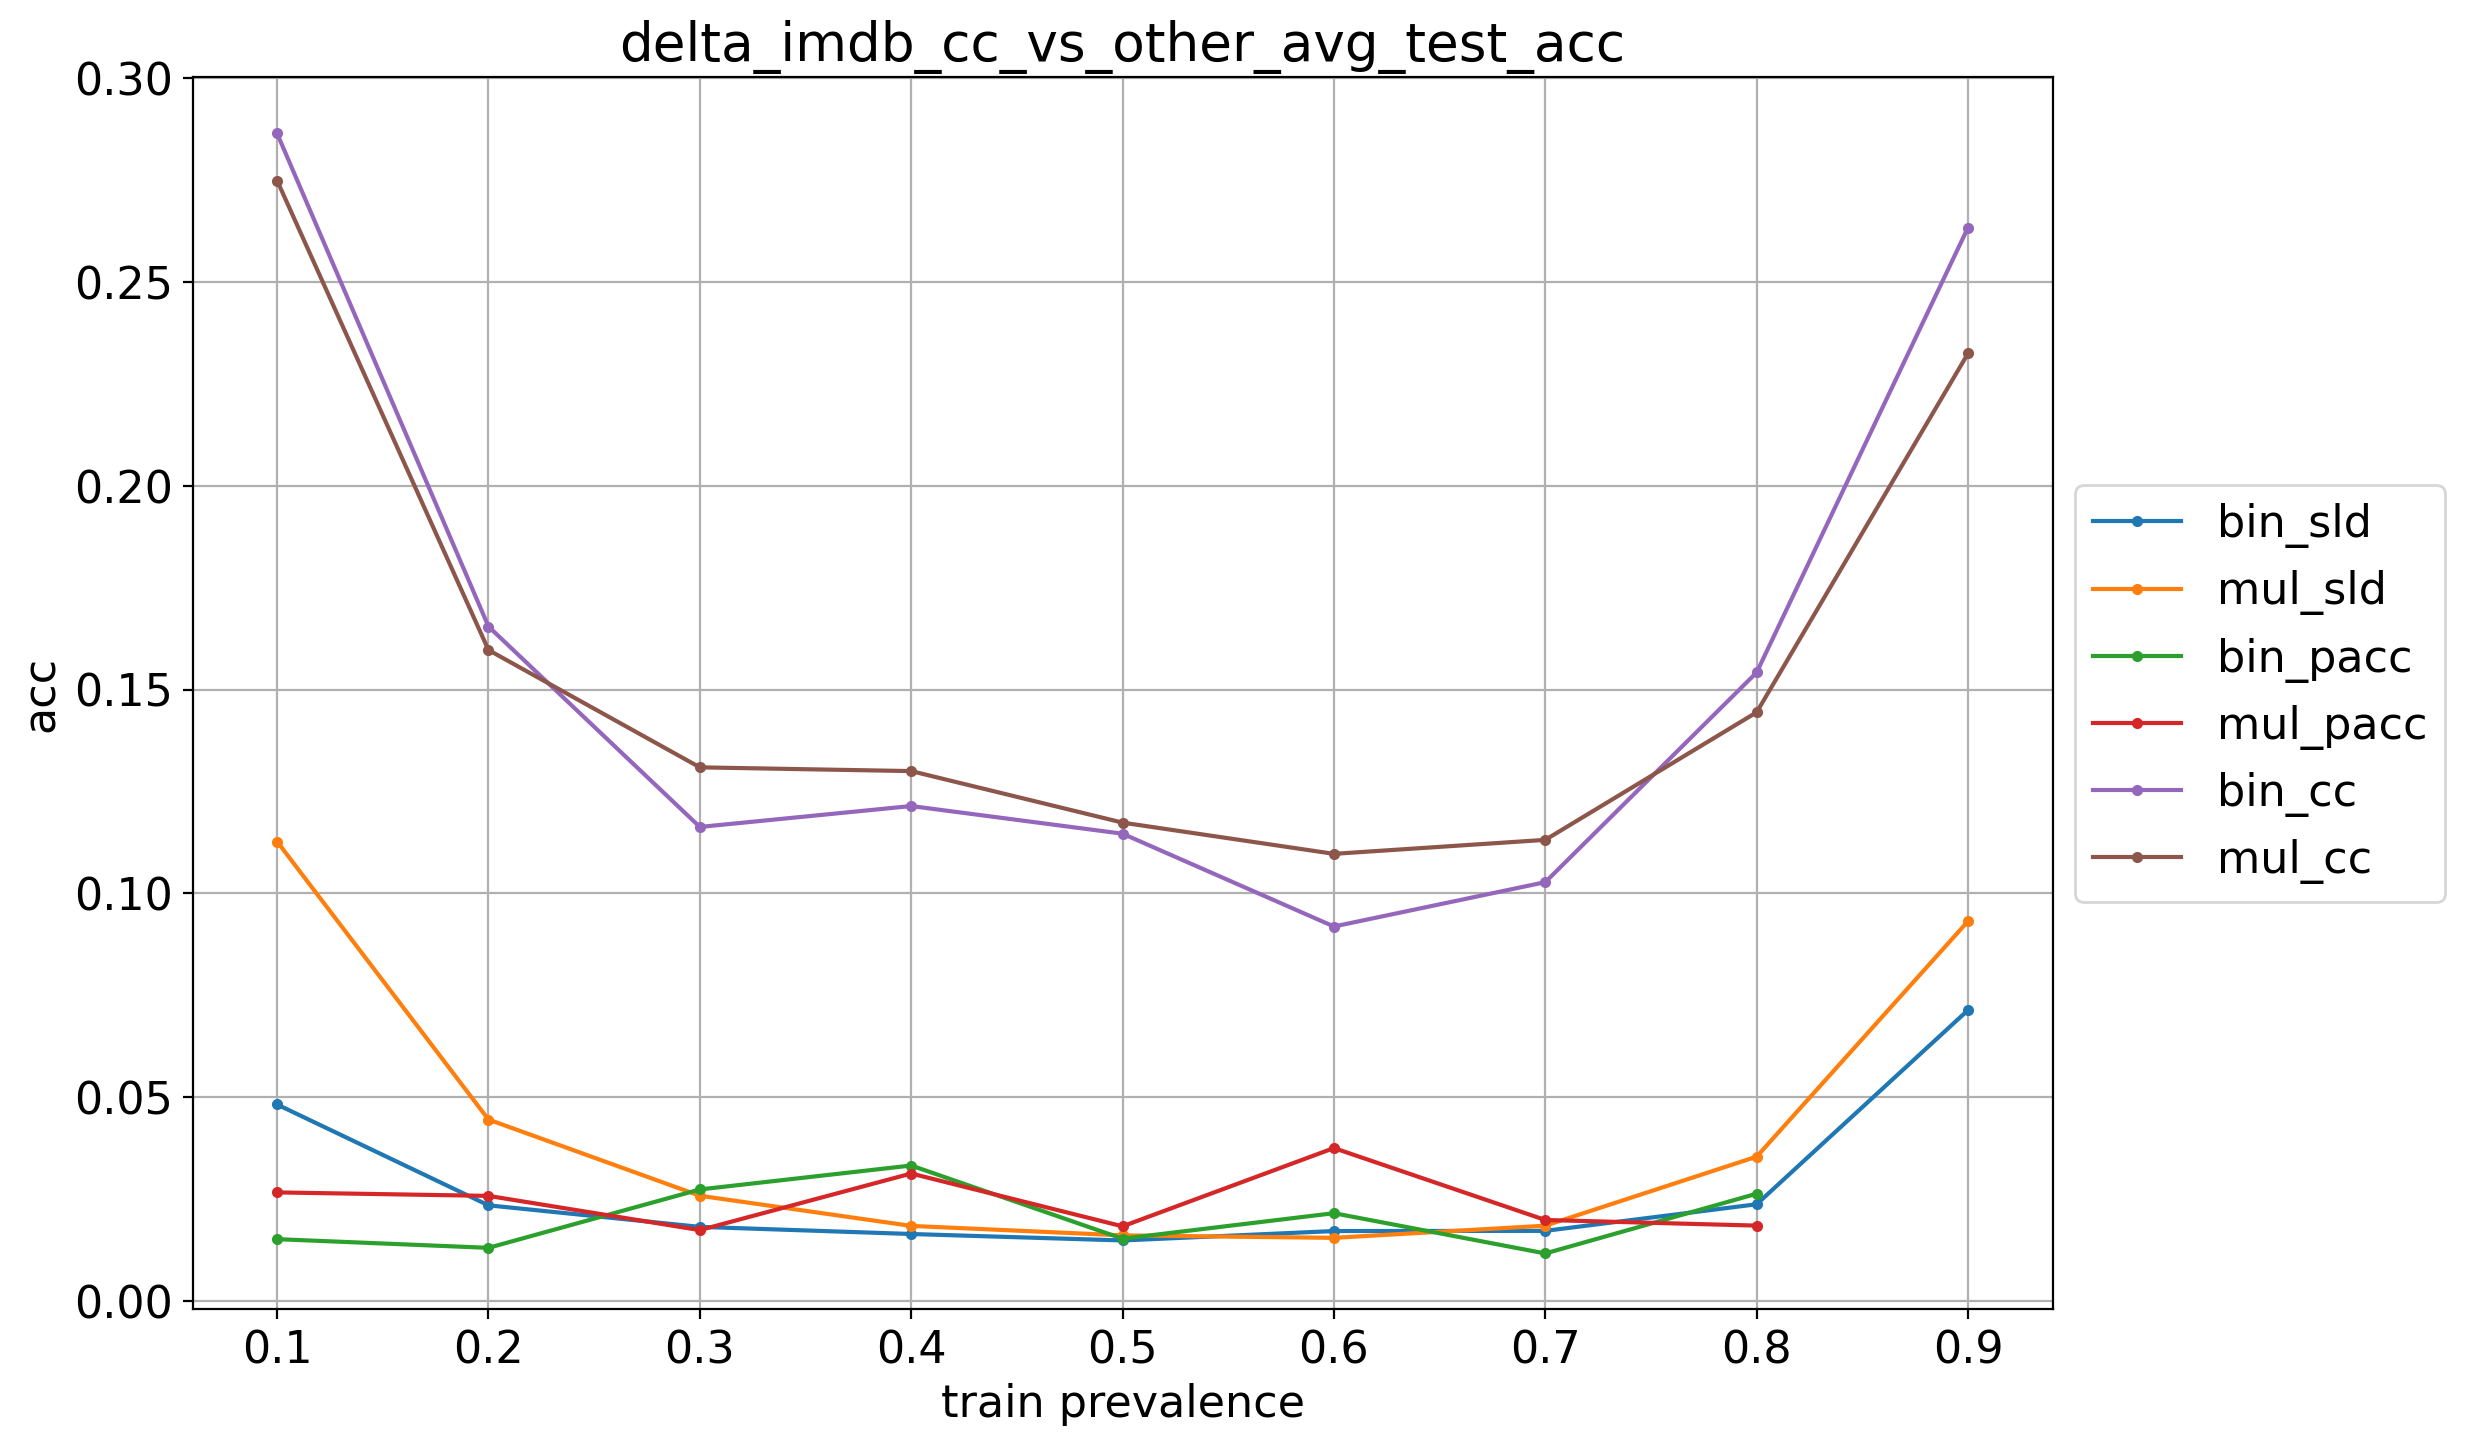 delta_imdb_cc_vs_other_avg_test_acc
0.30
0.25
0.20
0.15
0.10
0.05
0.00
acc
0.1 0.2 0.3 0.4 0.5 0.6 0.7 0.8 0.9
train prevalence
bin_sld
mul_sld
bin_pacc
mul_pacc
bin_cc
mul_cc